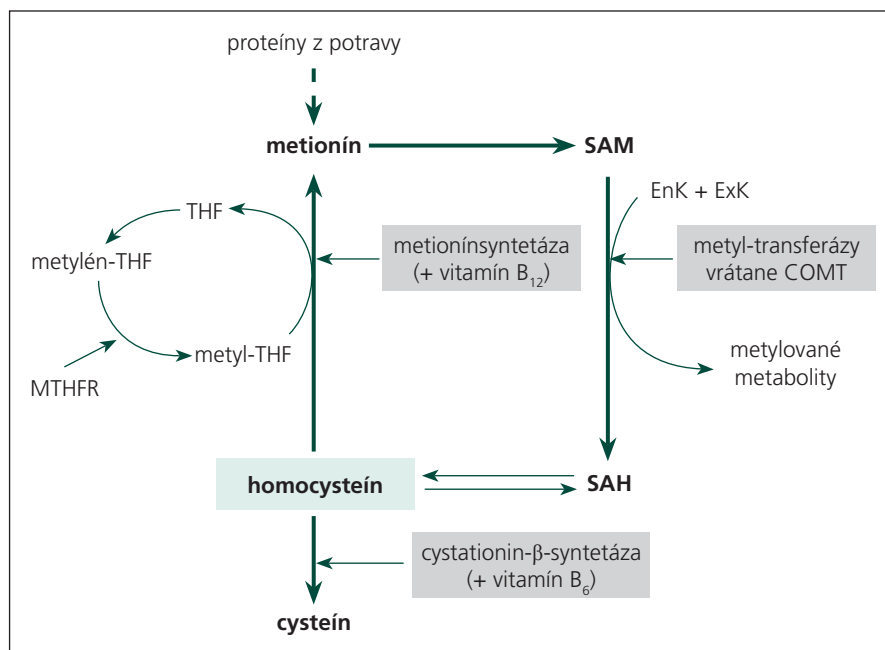 proteíny z potravy
metionín
SAM
EnK + ExK
THF
metionínsyntetáza
(+ vitamín B₁₂)
metyl-transferázy
vrátane COMT
metylén-THF
metyl-THF
metylované
metabolity
MTHFR
homocysteín
SAH
cystationin-β-syntetáza
(+ vitamín B₆)
cysteín